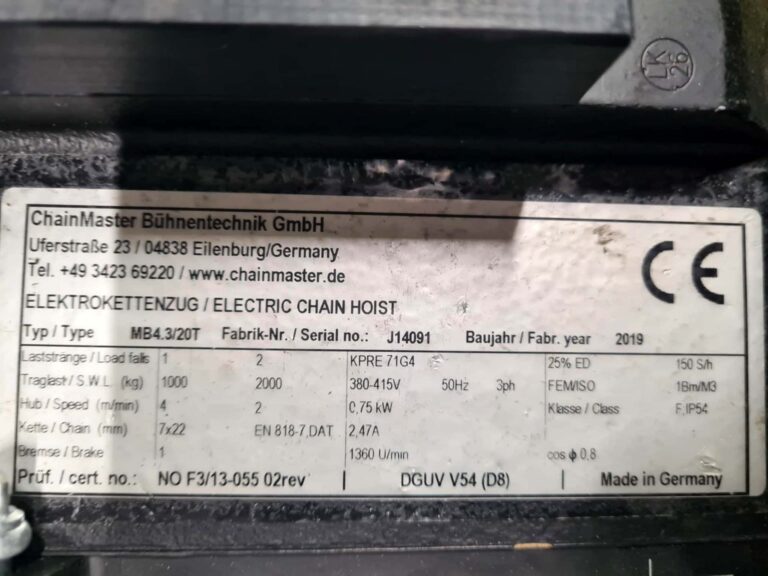 LK
26
ChainMaster Bühnentechnik GmbH
Uferstraße 23 / 04838 Eilenburg/Germany
Tel. +49 3423 69220 / www.chainmaster.de
CE
ELEKTROKETTENZUG / ELECTRIC CHAIN HOIST
Typ / Type MB4.3/20T Fabrik-Nr. / Serial no.: J14091 Baujahr / Fabr. year 2019
Laststränge / Load falls 1 2 KPRE 71G4 25% ED 150 S/h
Traglast / S.W.L. (kg) 1000 2000 380-415V 50Hz 3ph FEM/ISO 1Bm/M3
Hub / Speed (m/min) 4 2 0,75 kW Klasse / Class F,IP54
Kette / Chain (mm) 7x22 EN 818-7,DAT 2,47A
Bremse / Brake 1 1360 U/min cos ϕ 0,8
Prüf. / cert. no.: NO F3/13-055 02rev | DGUV V54 (D8) | Made in Germany